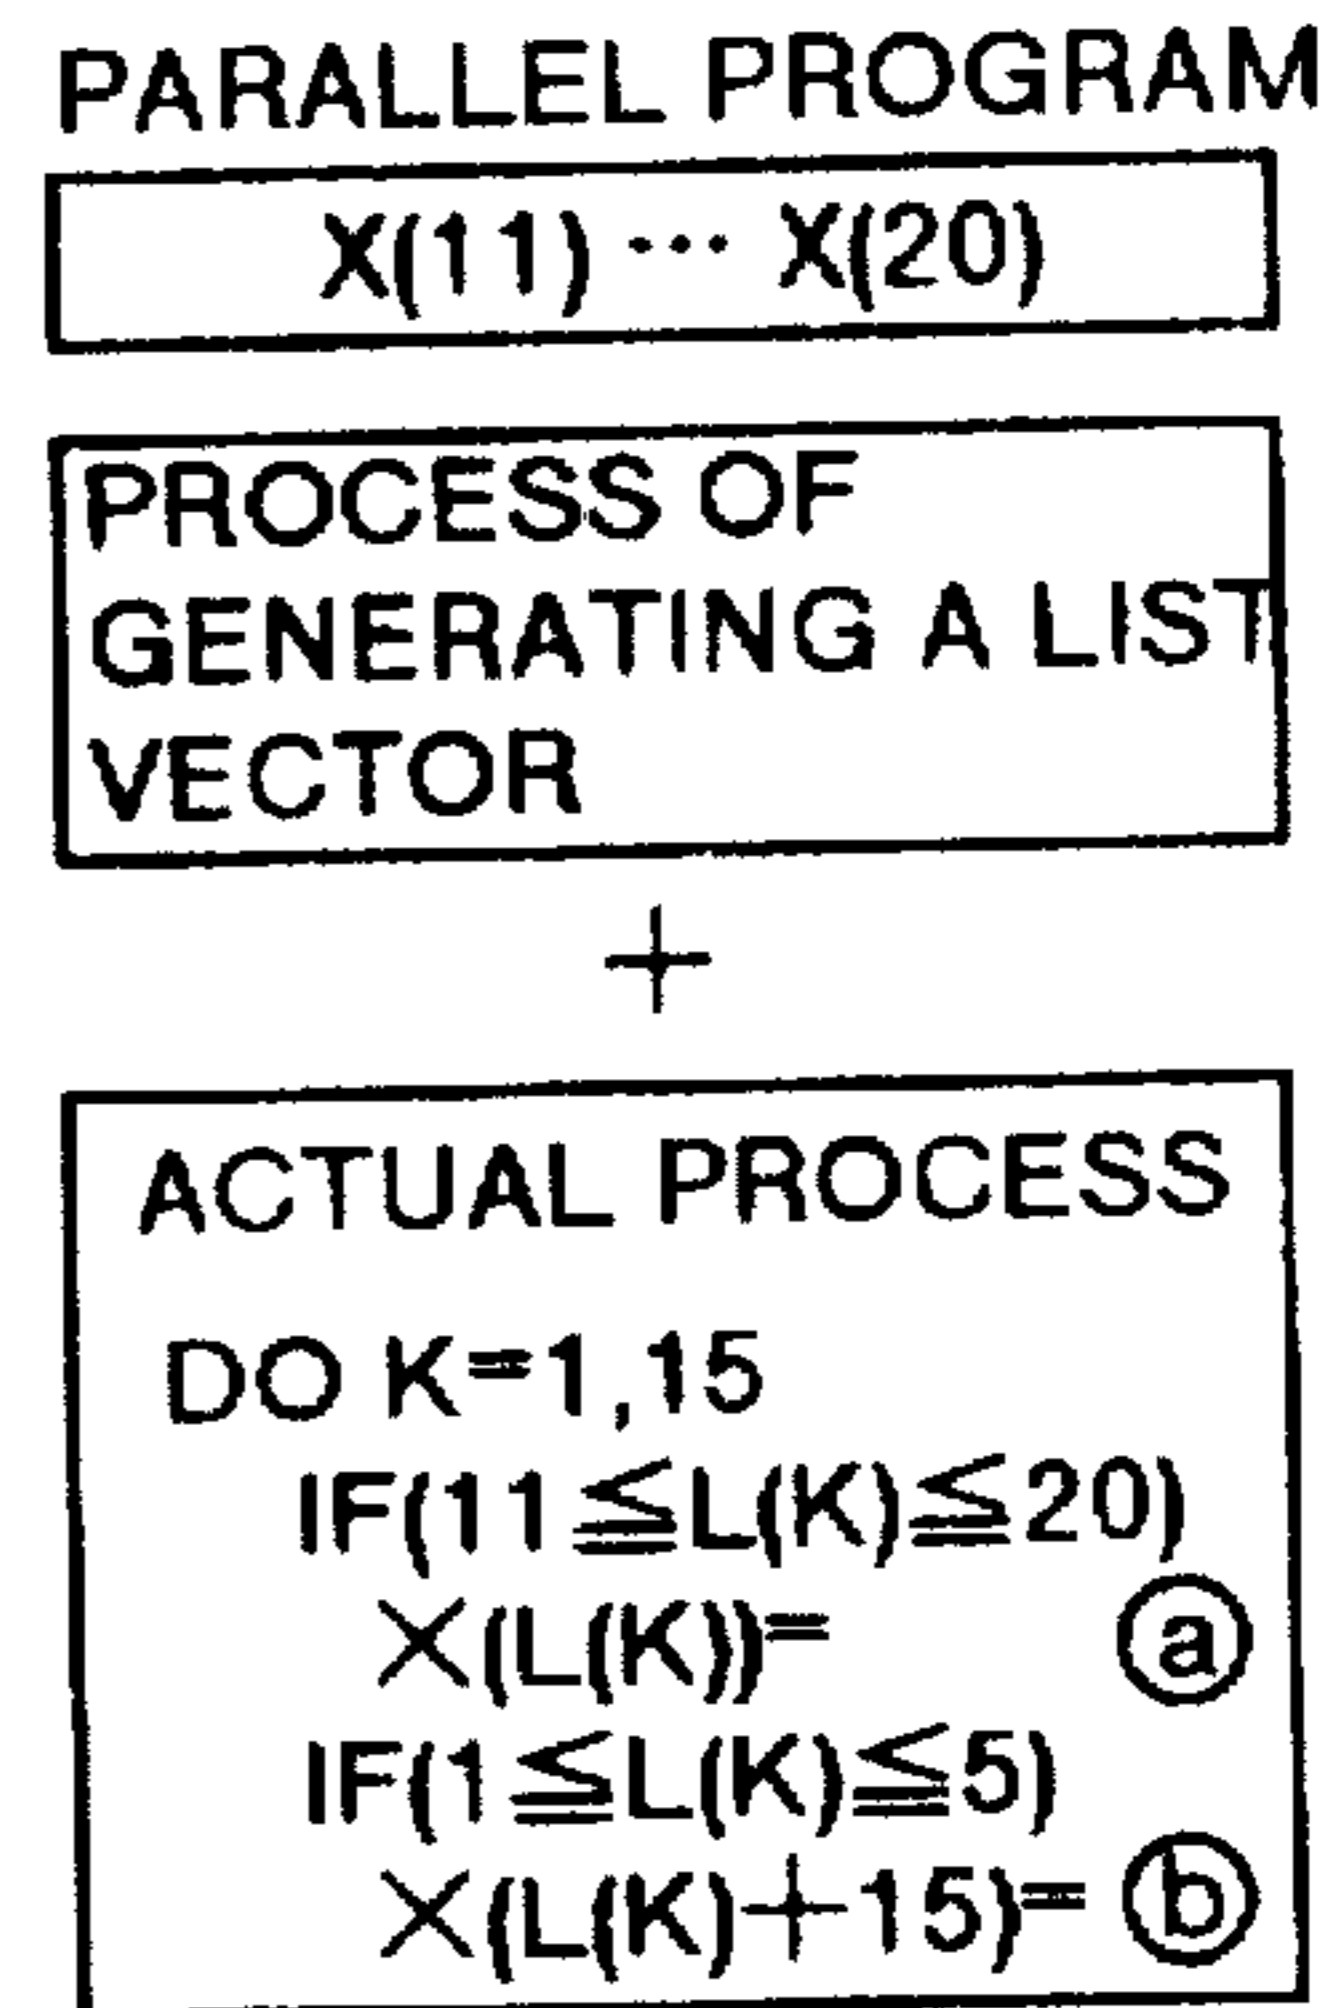 PARALLEL PROGRAM
X(11) ··· X(20)
PROCESS OF
GENERATING A LIST
VECTOR
+
ACTUAL PROCESS
DO K=1,15
IF(11≦L(K)≦20)
X(L(K))= ⓐ
IF(1≦L(K)≦5)
X(L(K)+15)= ⓑ